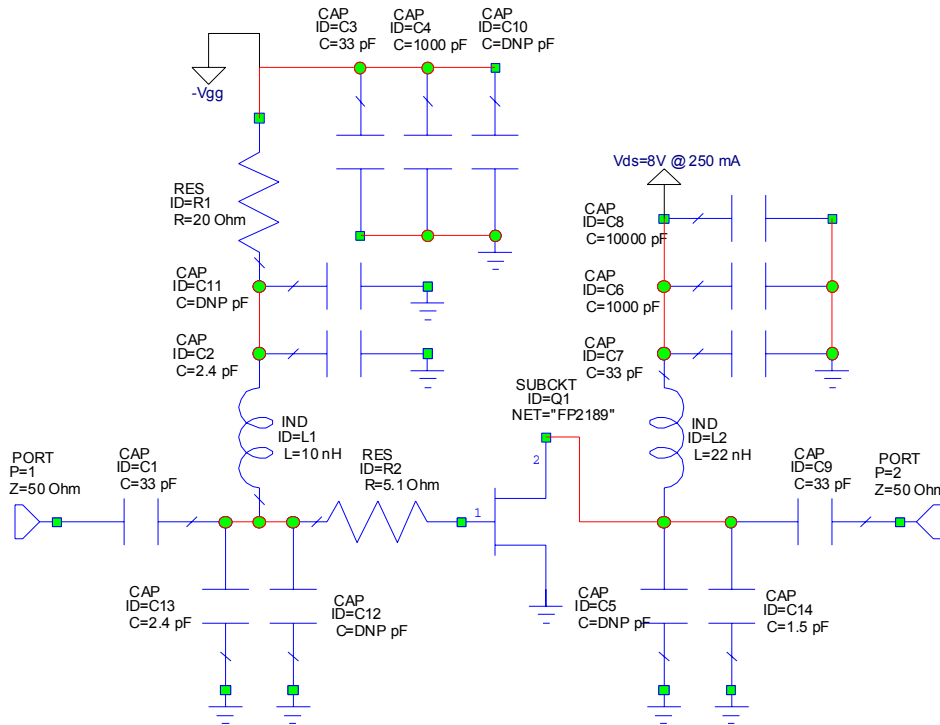 CAP
ID=C3
C=33 pF
CAP
ID=C4
C=1000 pF
CAP
ID=C10
C=DNP pF
-Vgg
RES
ID=R1
R=20 Ohm
Vds=8V @ 250 mA
CAP
ID=C8
C=10000 pF
CAP
ID=C11
C=DNP pF
CAP
ID=C6
C=1000 pF
CAP
ID=C2
C=2.4 pF
CAP
ID=C7
C=33 pF
SUBCKT
ID=Q1
NET="FP2189"
IND
ID=L1
L=10 nH
IND
ID=L2
L=22 nH
PORT
P=1
Z=50 Ohm
CAP
ID=C1
C=33 pF
RES
ID=R2
R=5.1 Ohm
2
1
CAP
ID=C9
C=33 pF
PORT
P=2
Z=50 Ohm
CAP
ID=C13
C=2.4 pF
CAP
ID=C12
C=DNP pF
CAP
ID=C5
C=DNP pF
CAP
ID=C14
C=1.5 pF